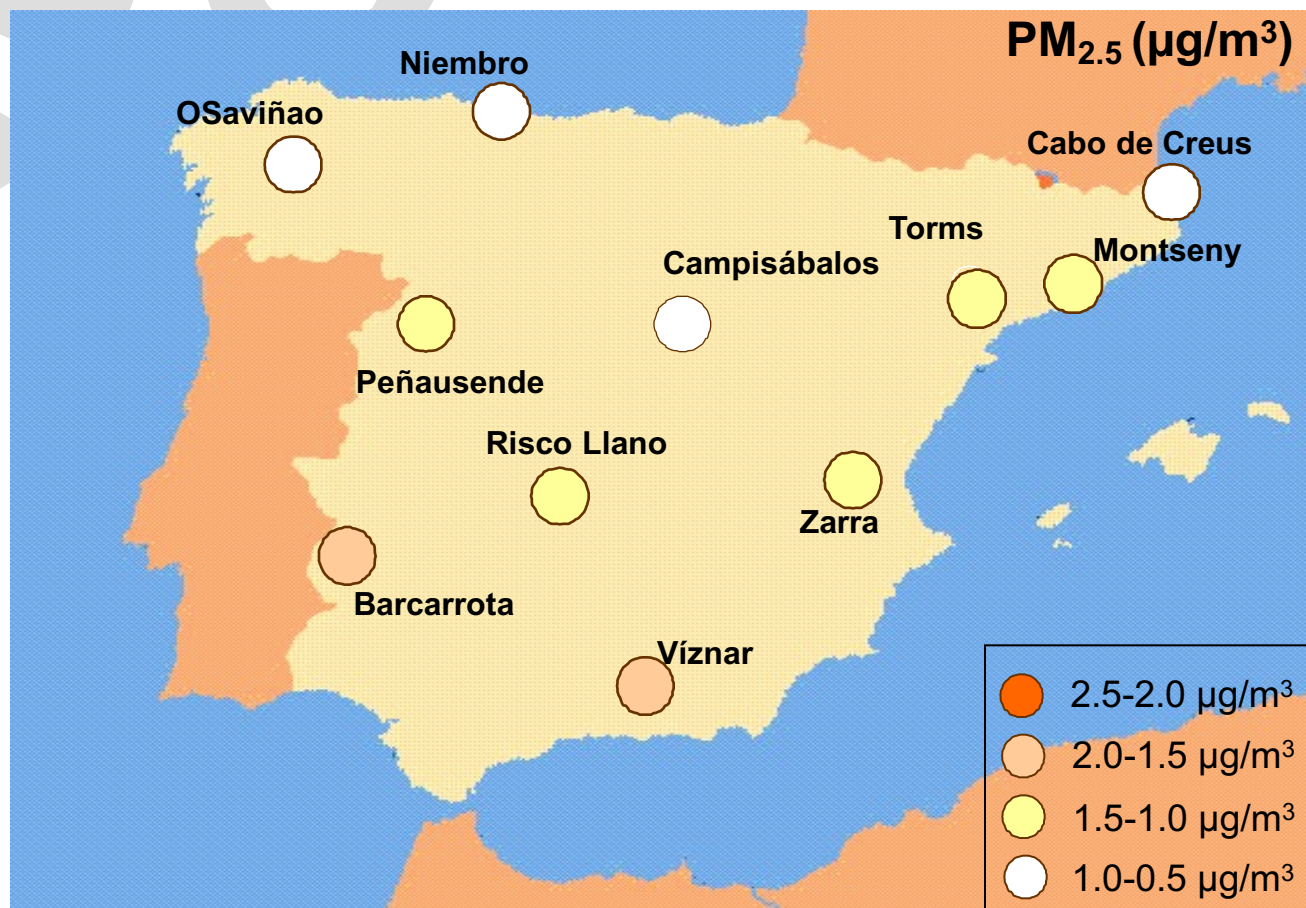 PM2.5 (µg/m³)
Niembro
OSaviñao
Cabo de Creus
Torms
Montseny
Campisábalos
Peñausende
Risco Llano
Zarra
Barcarrota
Víznar
2.5-2.0 µg/m³
2.0-1.5 µg/m³
1.5-1.0 µg/m³
1.0-0.5 µg/m³